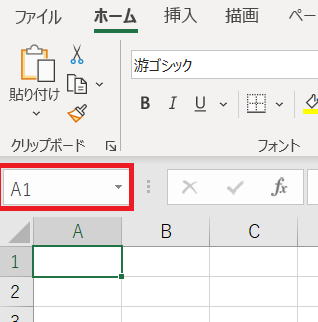 ファイル ホーム 挿入 描画 ペー
貼り付け
游ゴシック
B I U
クリップボード フォント
A1 fx
A B C
1
2
3